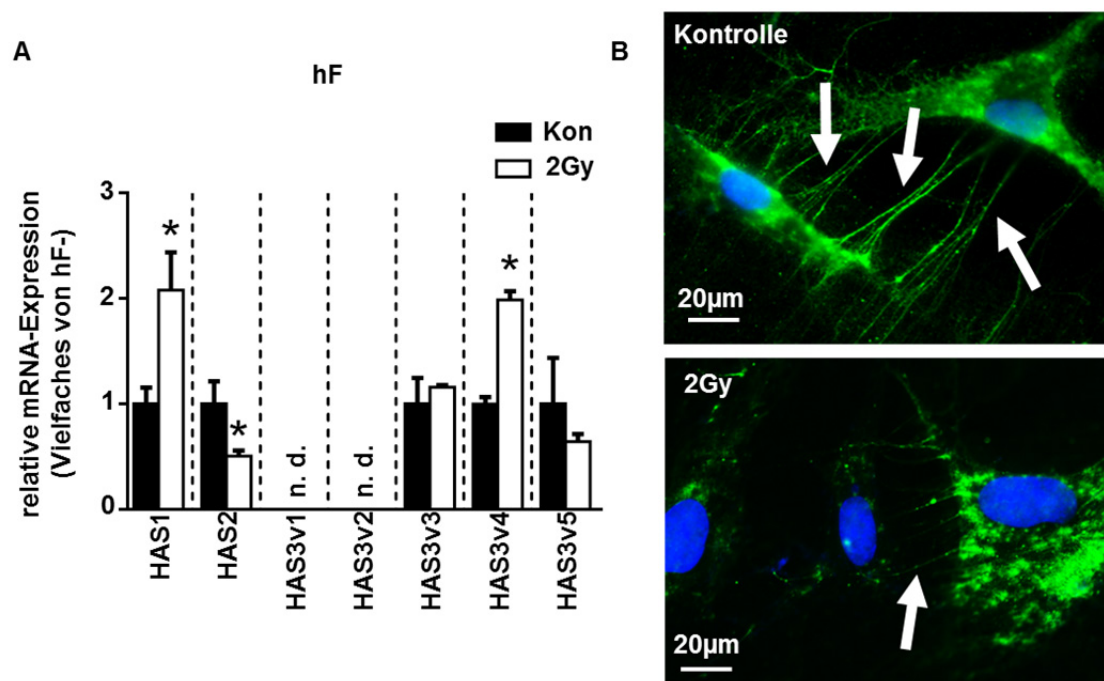 A
hF
Kon
2Gy
relative mRNA-Expression
(Vielfaches von hF-)
3
2
1
0
*
*
n. d.
n. d.
*
HAS1
HAS2
HAS3v1
HAS3v2
HAS3v3
HAS3v4
HAS3v5
B
Kontrolle
20µm
2Gy
20µm